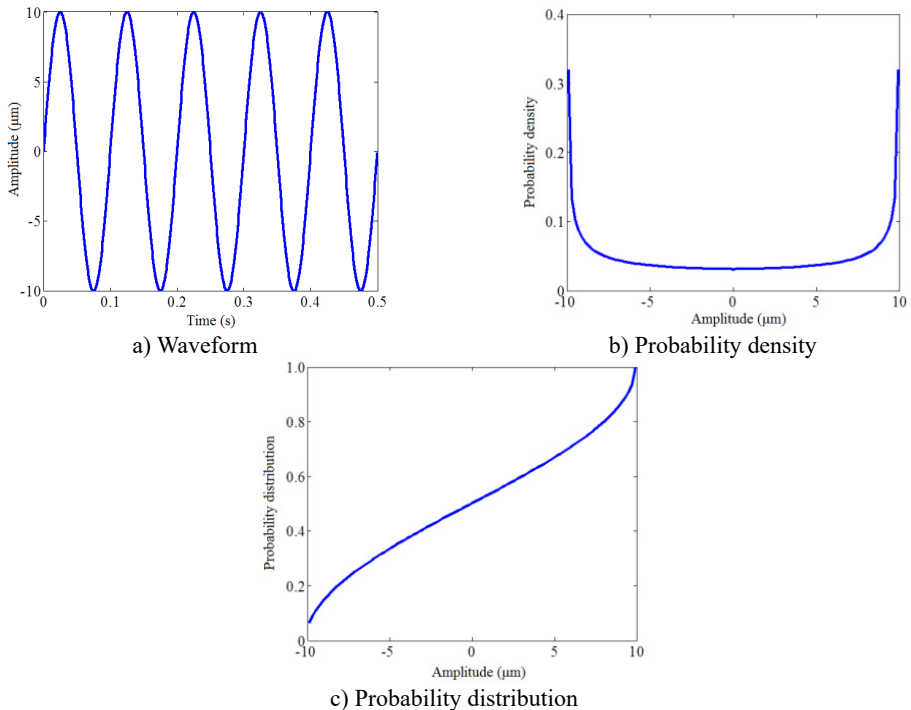 10
5
0
-5
-10
Amplitude (μm)
0 0.1 0.2 0.3 0.4 0.5
Time (s)
a) Waveform
0.4
0.3
0.2
0.1
0
Probability density
-10 -5 0 5 10
Amplitude (μm)
b) Probability density
1.0
0.8
0.6
0.4
0.2
0
Probability distribution
-10 -5 0 5 10
Amplitude (μm)
c) Probability distribution